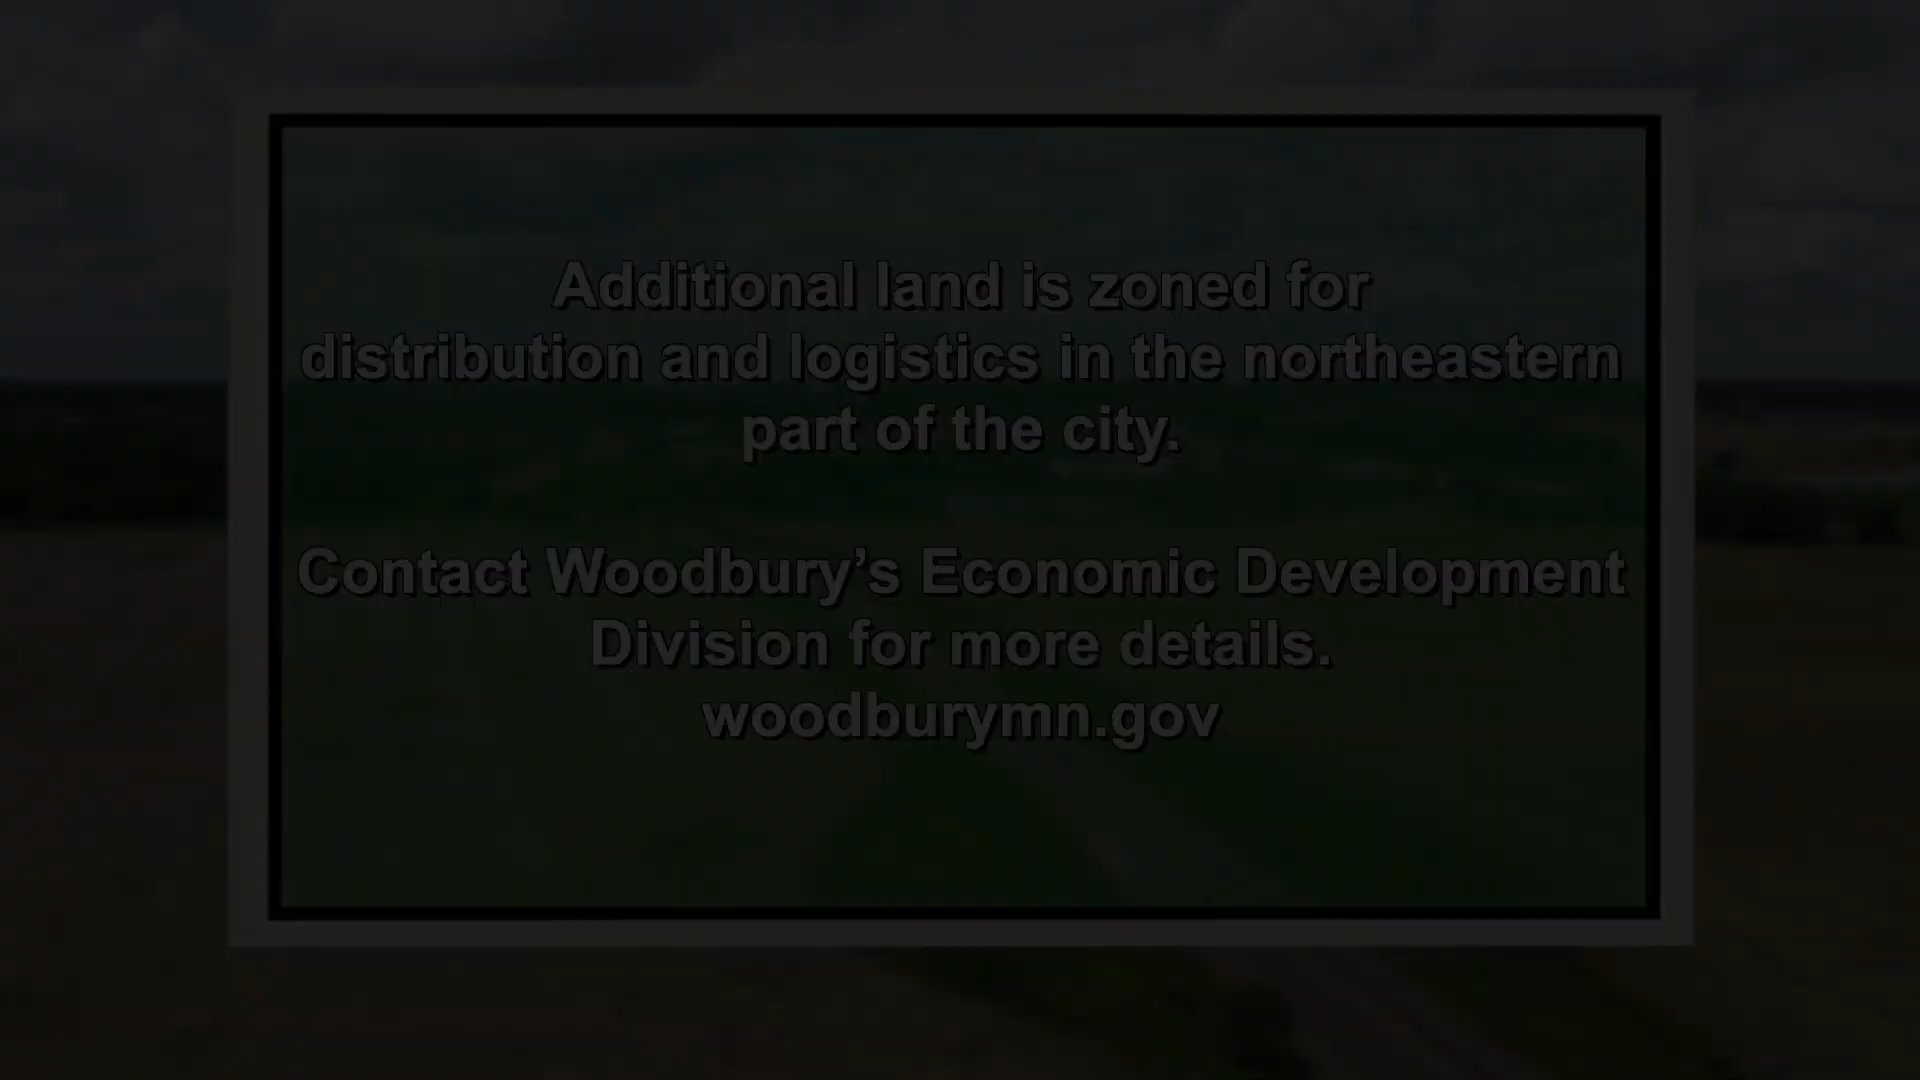 Additional land is zoned for
distribution and logistics in the northeastern
part of the city.
Contact Woodbury’s Economic Development
Division for more details.
woodburymn.gov